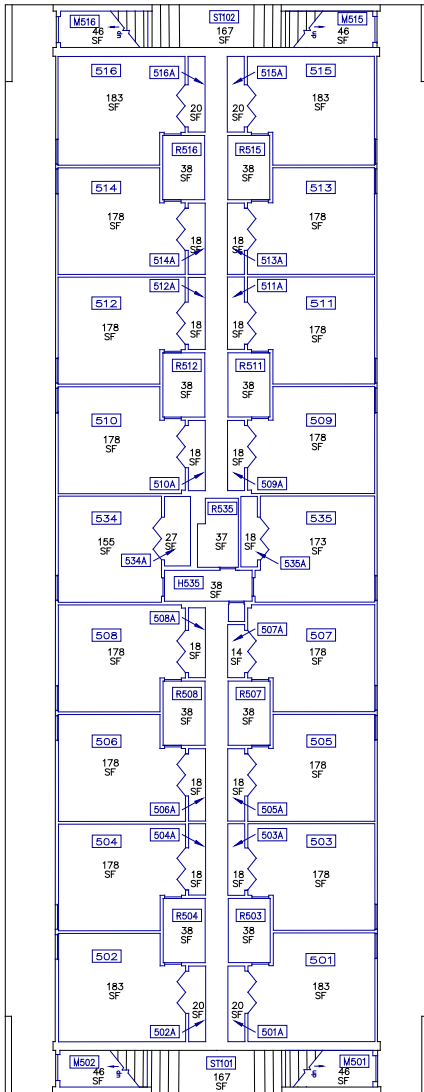 M516
46
SF
ST102
167
SF
M515
46
SF
516
183
SF
516A
20
SF
515A
20
SF
515
183
SF
R516
38
SF
R515
38
SF
514
178
SF
18
SF
514A
18
SF
513A
513
178
SF
512
178
SF
512A
18
SF
511A
18
SF
511
178
SF
R512
38
SF
R511
38
SF
510
178
SF
18
SF
510A
18
SF
509A
509
178
SF
534
155
SF
27
SF
534A
R535
37
SF
18
SF
535A
535
173
SF
H535
38
SF
508
178
SF
508A
18
SF
507A
14
SF
507
178
SF
R508
38
SF
R507
38
SF
506
178
SF
18
SF
506A
18
SF
505A
505
178
SF
504
178
SF
504A
18
SF
503A
18
SF
503
178
SF
R504
38
SF
R503
38
SF
502
183
SF
20
SF
502A
20
SF
501A
501
183
SF
M502
46
SF
ST101
167
SF
M501
46
SF